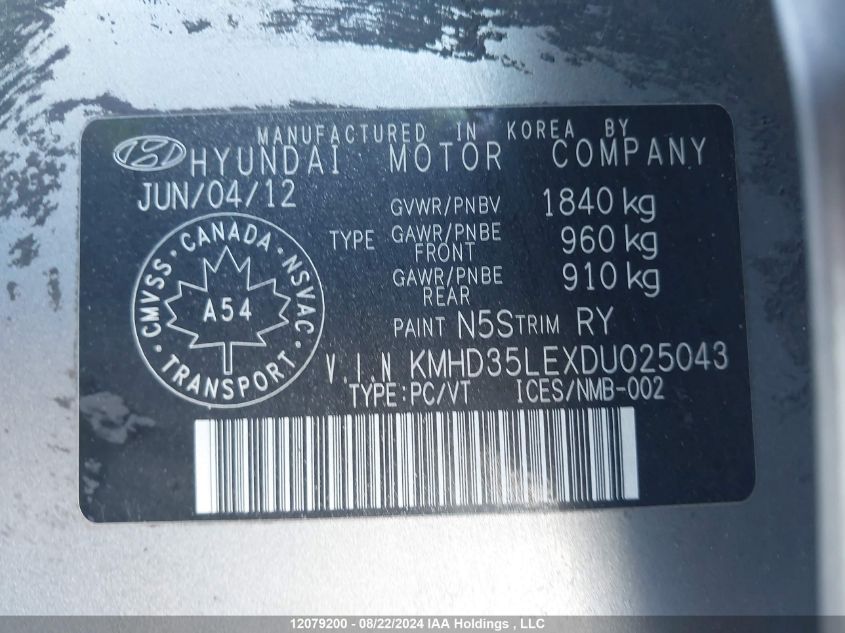 MANUFACTURED IN KOREA BY
HYUNDAI MOTOR COMPANY
JUN/04/12
GVWR/PNBV 1840 kg
TYPE GAWR/PNBE FRONT 960 kg
GAWR/PNBE REAR 910 kg
PAINT N5S TRIM RY
CMVSS · CANADA · NSVAC · TRANSPORT ·
A54
V.I.N KMHD35LEXDU025043
TYPE:PC/VT ICES/NMB-002
12079200 - 08/22/2024 IAA Holdings , LLC